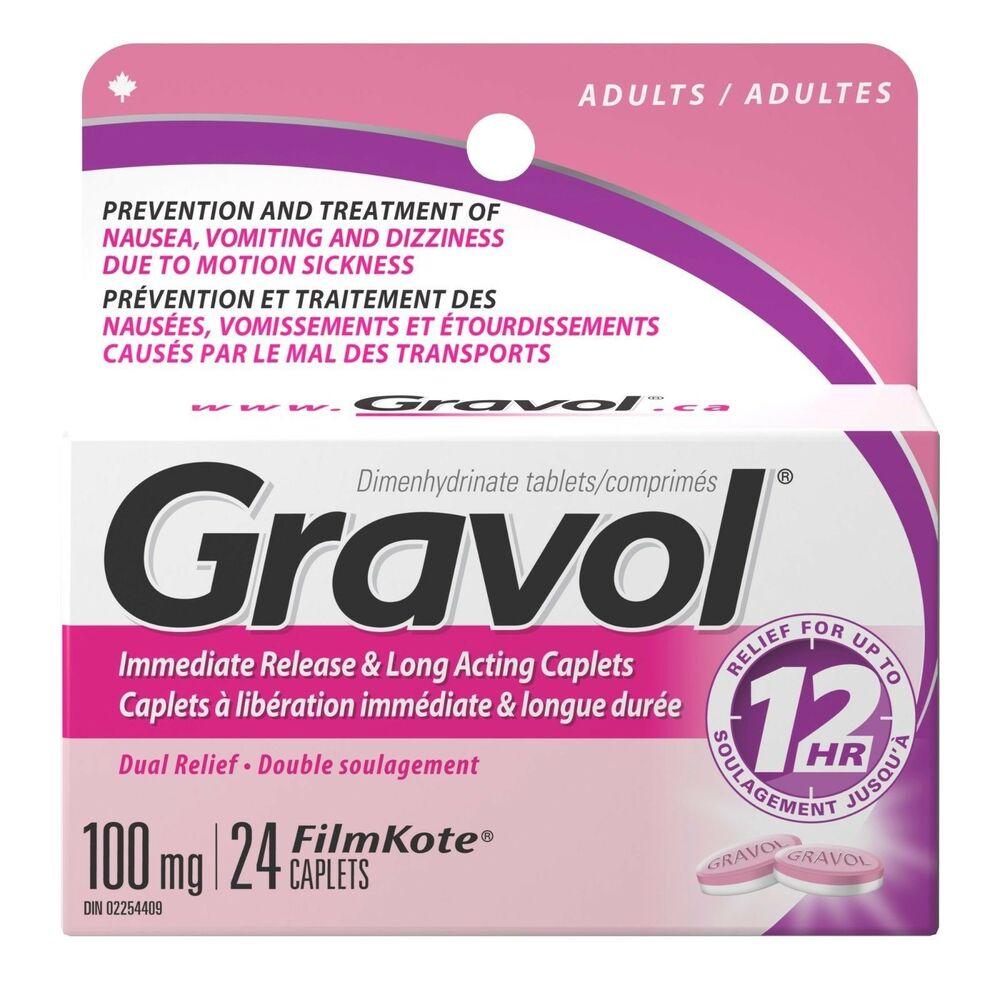 ADULTS / ADULTES
PREVENTION AND TREATMENT OF
NAUSEA, VOMITING AND DIZZINESS
DUE TO MOTION SICKNESS
PRÉVENTION ET TRAITEMENT DES
NAUSÉES, VOMISSEMENTS ET ÉTOURDISSEMENTS
CAUSÉS PAR LE MAL DES TRANSPORTS
www.Gravol®.ca
Dimenhydrinate tablets/comprimés
Gravol®
Immediate Release & Long Acting Caplets
Caplets à libération immédiate & longue durée
RELIEF FOR UP TO
12
HR
SOULAGEMENT JUSQU'À
Dual Relief • Double soulagement
100 mg | 24 FilmKote®
CAPLETS
DIN 02254409
GRAVOL
GRAVOL